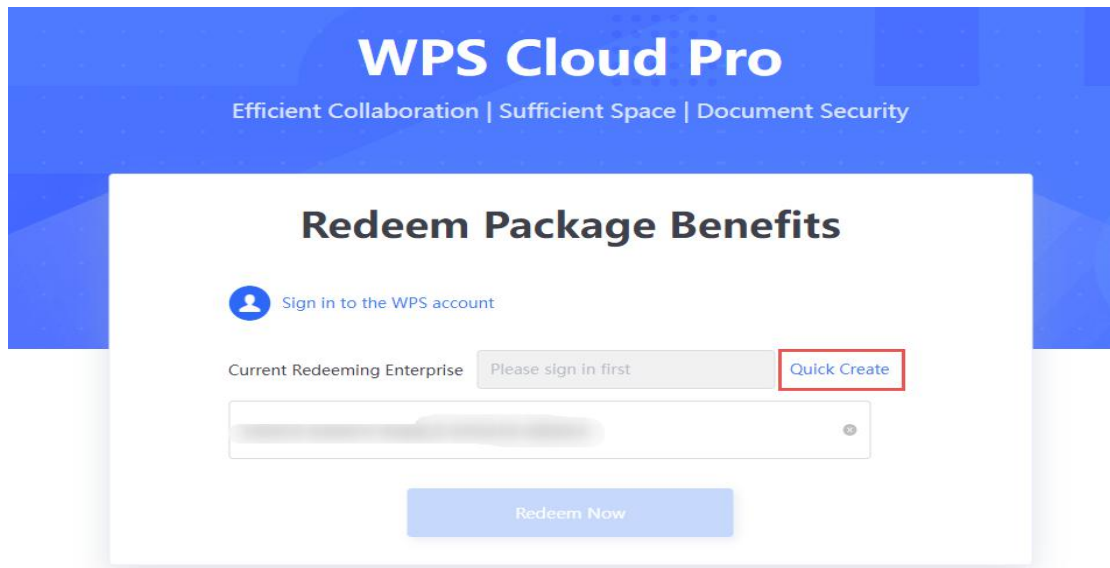 WPS Cloud Pro
Efficient Collaboration | Sufficient Space | Document Security
Redeem Package Benefits
Sign in to the WPS account
Current Redeeming Enterprise Please sign in first Quick Create
Redeem Now